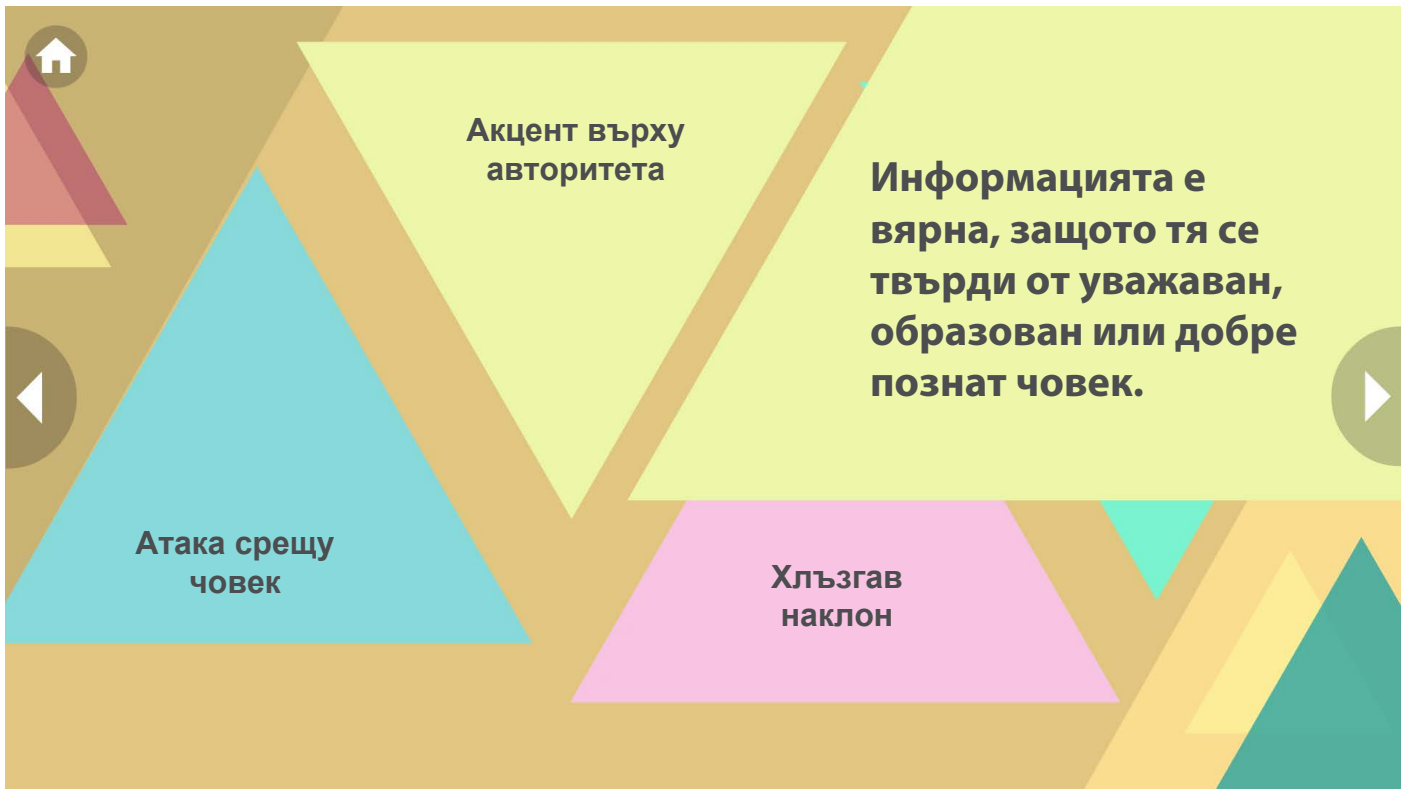 Акцент върху
авторитета
Информацията е
вярна, защото тя се
твърди от уважаван,
образован или добре
познат човек.
Атака срещу
човек
Хлъзгав
наклон